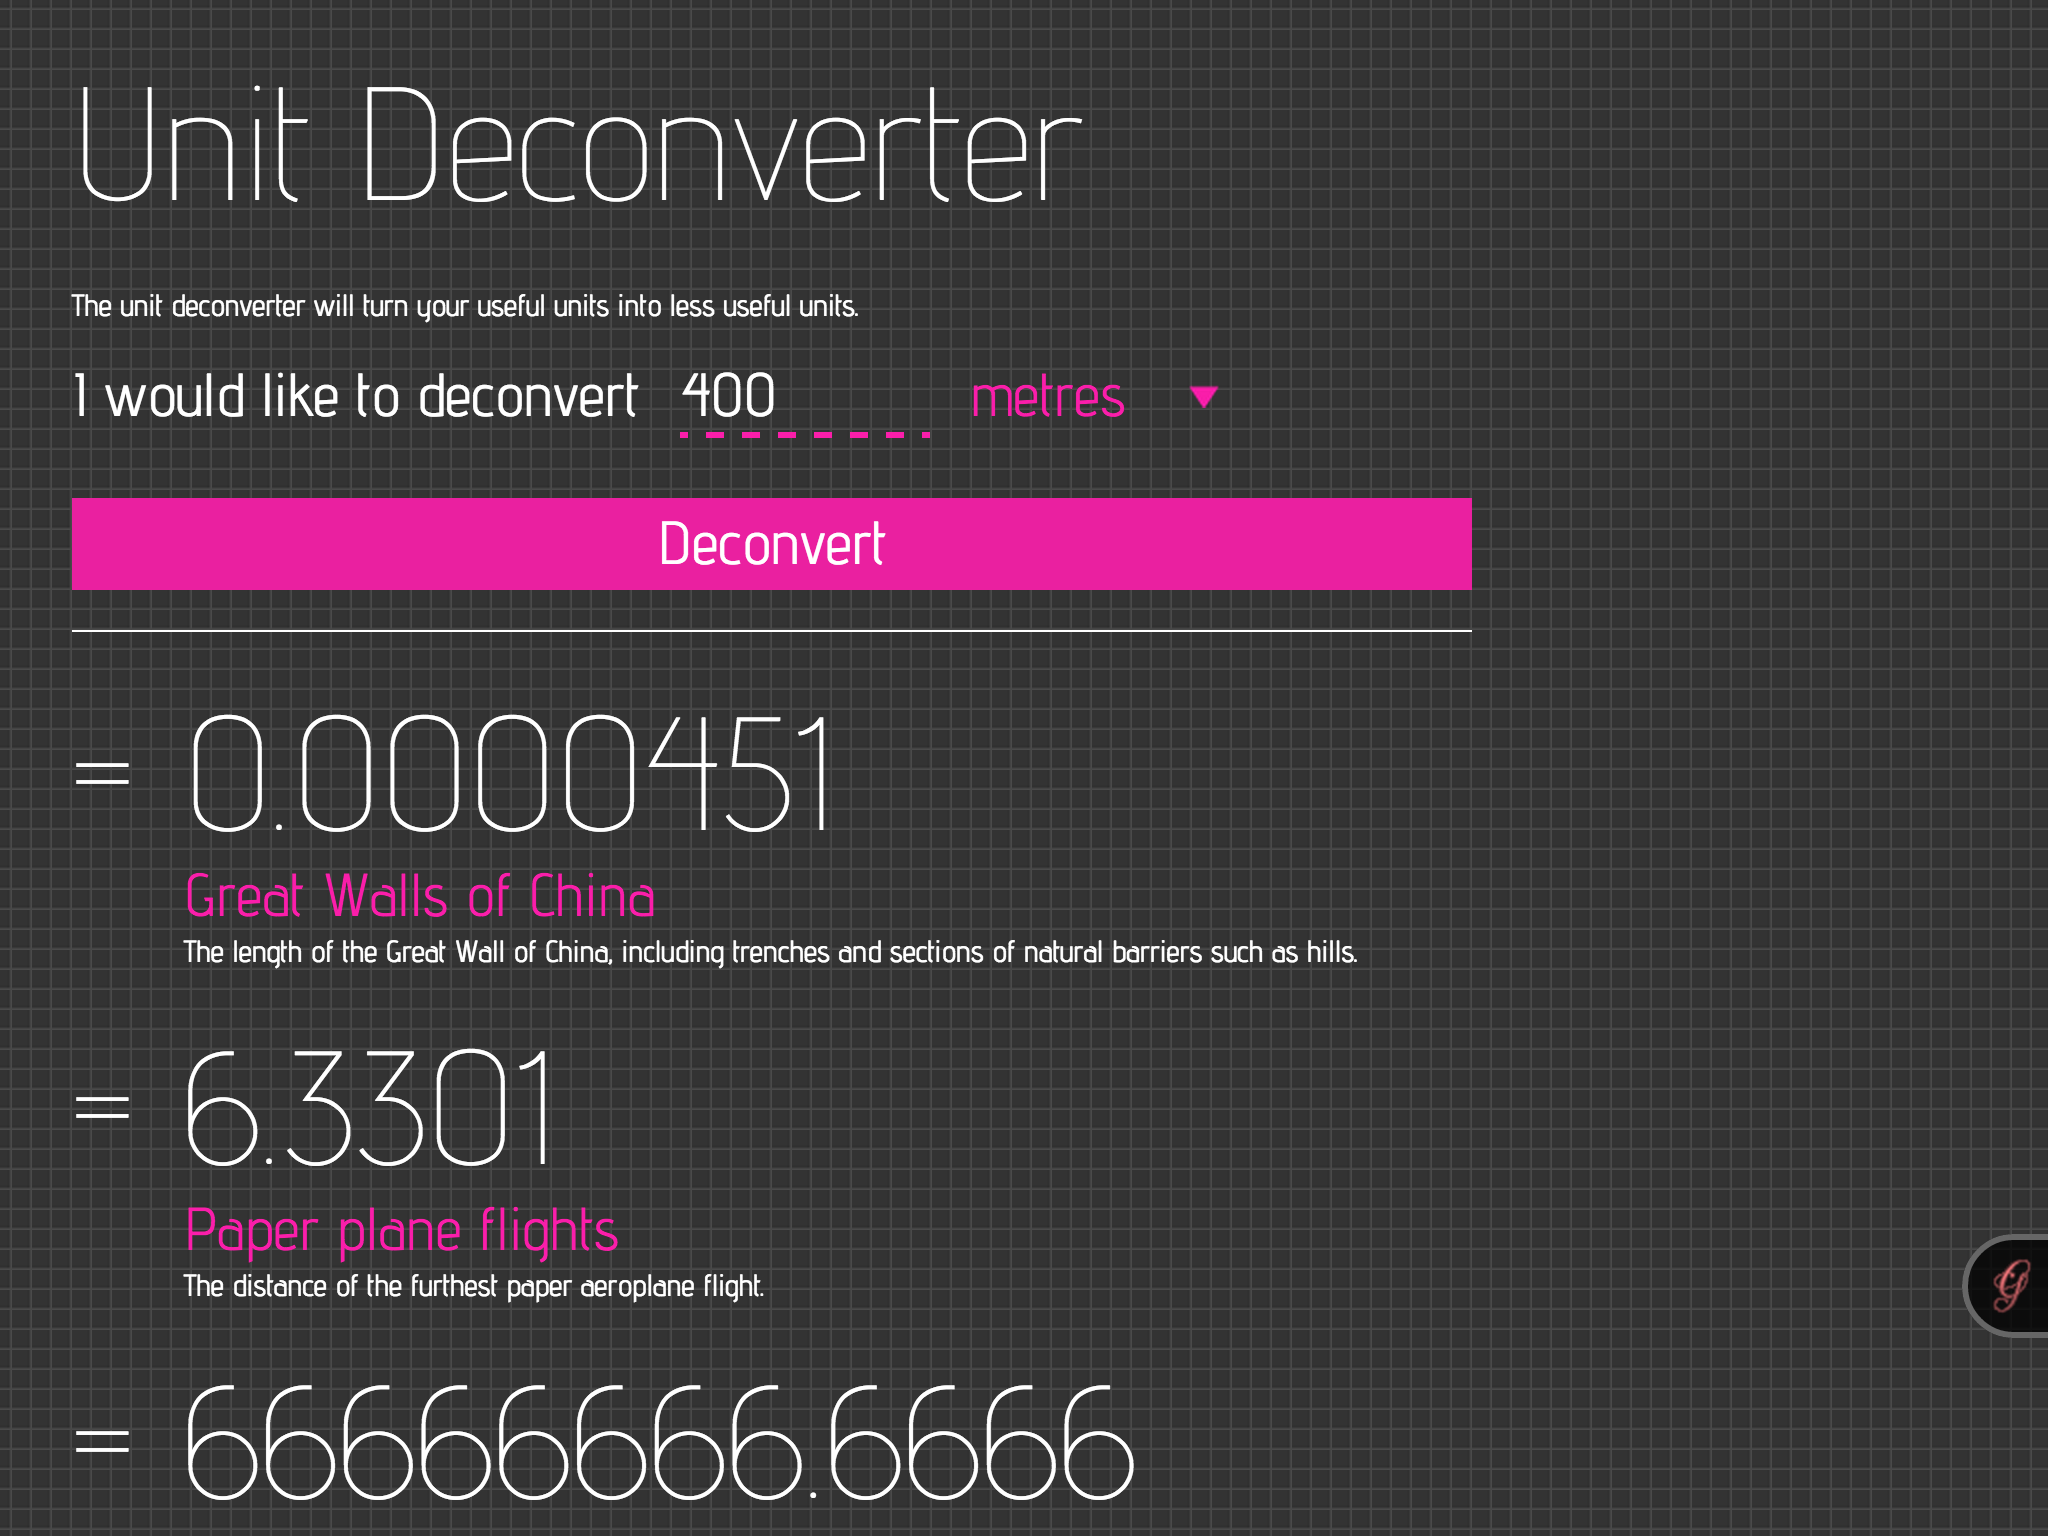 Unit Deconverter
The unit deconverter will turn your useful units into less useful units.
I would like to deconvert 400 metres ▼
Deconvert
= 0.0000451
Great Walls of China
The length of the Great Wall of China, including trenches and sections of natural barriers such as hills.
= 6.3301
Paper plane flights
The distance of the furthest paper aeroplane flight.
= 66666666.6666
G